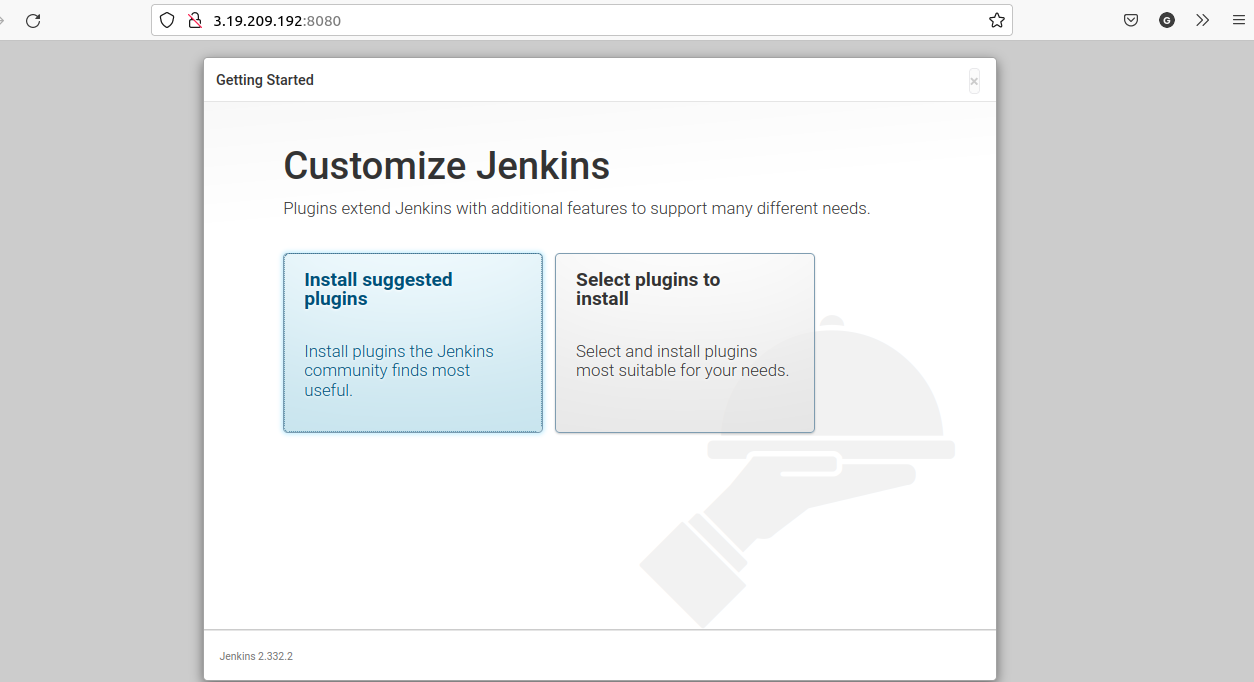 3.19.209.192:8080
G
Getting Started
×
Customize Jenkins
Plugins extend Jenkins with additional features to support many different needs.
Install suggested
plugins
Install plugins the Jenkins
community finds most
useful.
Select plugins to
install
Select and install plugins
most suitable for your needs.
Jenkins 2.332.2